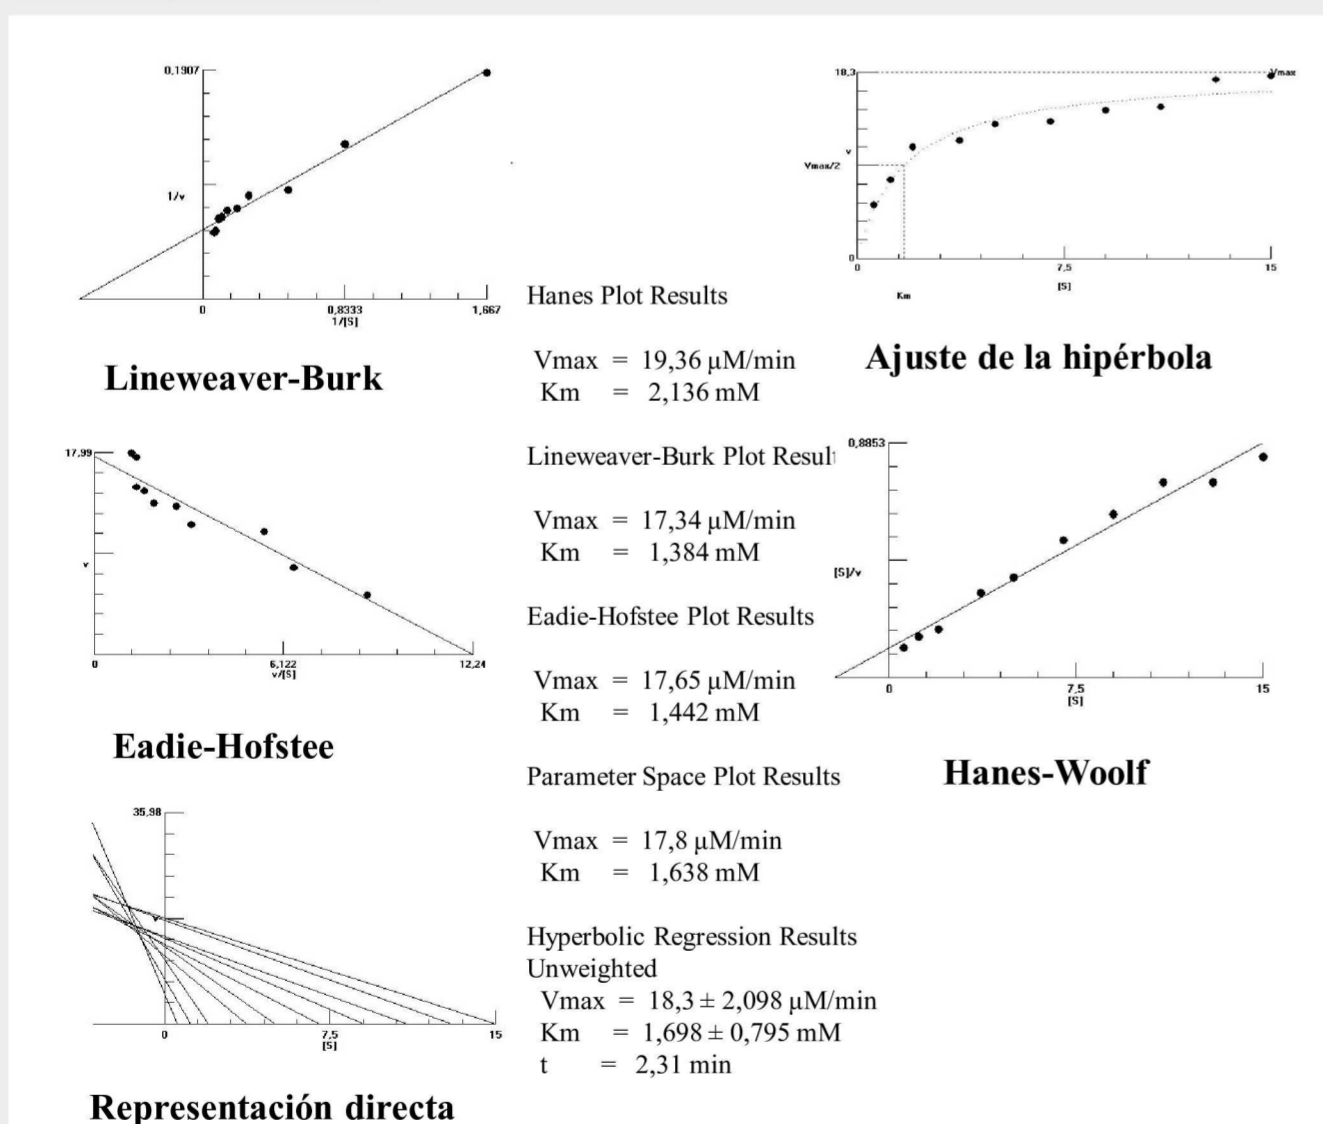 0,1907
1/v
0
0,8333
1,667
1/[S]
Lineweaver-Burk
18,3
Vmax
v
Vmax/2
0
0
7,5
15
[S]
Km
Ajuste de la hipérbola
Hanes Plot Results
Vmax = 19,36 µM/min
Km = 2,136 mM
Lineweaver-Burk Plot Result
Vmax = 17,34 µM/min
Km = 1,384 mM
Eadie-Hofstee Plot Results
Vmax = 17,65 µM/min
Km = 1,442 mM
Parameter Space Plot Results
Vmax = 17,8 µM/min
Km = 1,638 mM
Hyperbolic Regression Results
Unweighted
Vmax = 18,3 ± 2,098 µM/min
Km = 1,698 ± 0,795 mM
t = 2,31 min
17,99
v
0
6,122
12,24
v/[S]
Eadie-Hofstee
0,8853
[S]/v
0
7,5
15
[S]
Hanes-Woolf
35,98
v
0
7,5
15
[S]
Representación directa